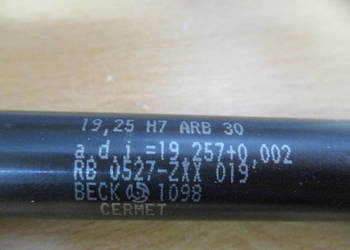 19,25 H7 ARB 30
a.d.j.=19,257+0,002
RB 0527-ZXX 019
BECK 1098
CERMET